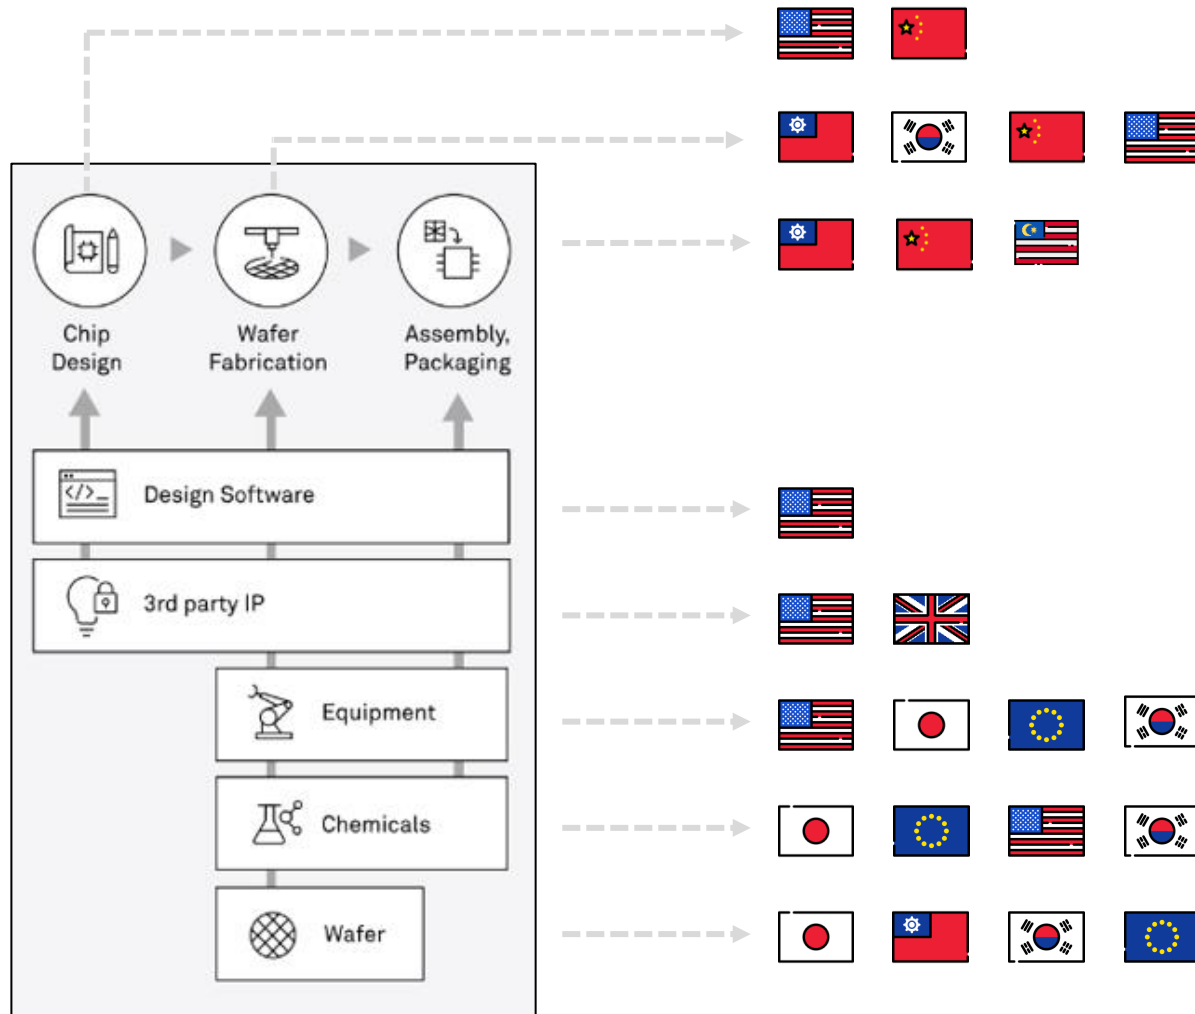 Chip
Design
Wafer
Fabrication
Assembly,
Packaging
</>_
Design Software
3rd party IP
Equipment
Chemicals
Wafer